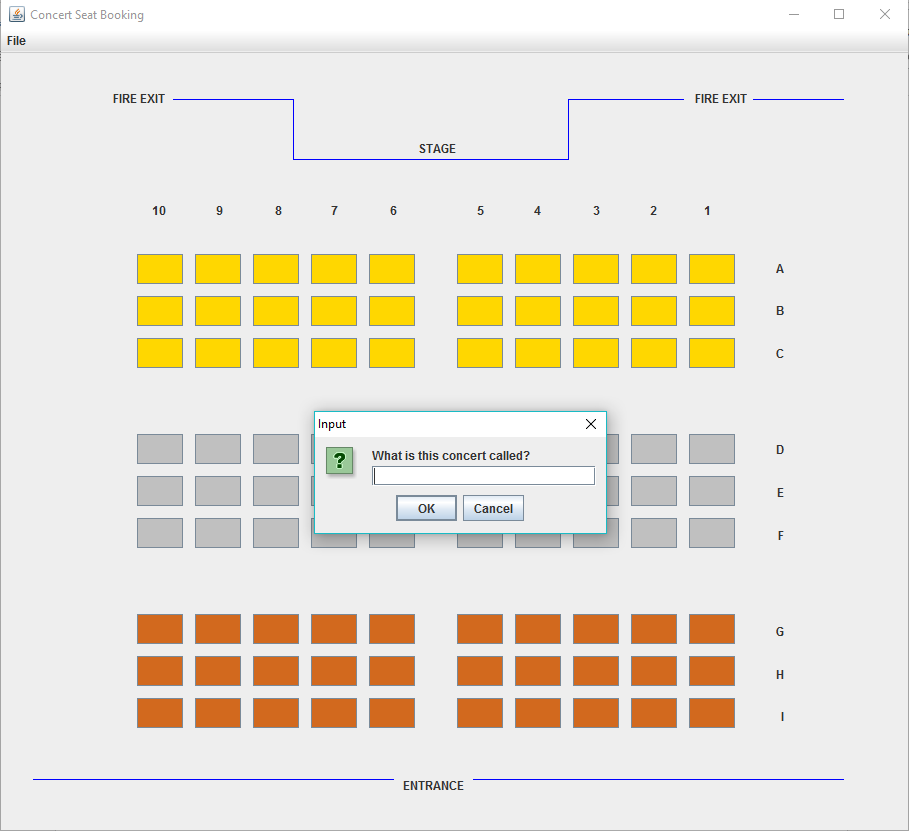 Concert Seat Booking
File
FIRE EXIT
FIRE EXIT
STAGE
10 9 8 7 6 5 4 3 2 1
A
B
C
Input
What is this concert called?
?
OK Cancel
D
E
F
G
H
I
ENTRANCE